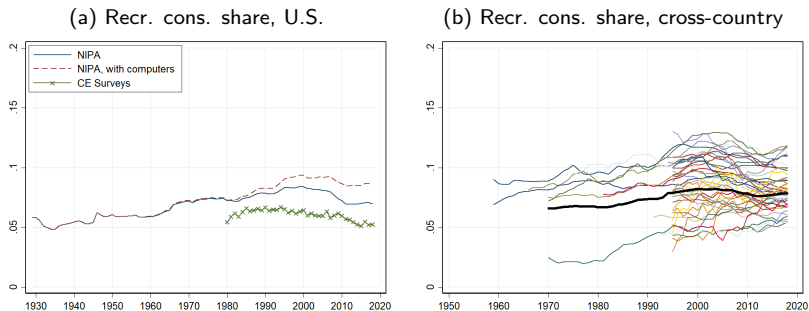 (a) Recr. cons. share, U.S.
NIPA
NIPA, with computers
CE Surveys
.2
.15
.1
.05
0
1930 1940 1950 1960 1970 1980 1990 2000 2010 2020
(b) Recr. cons. share, cross-country
.2
.15
.1
.05
0
1950 1960 1970 1980 1990 2000 2010 2020